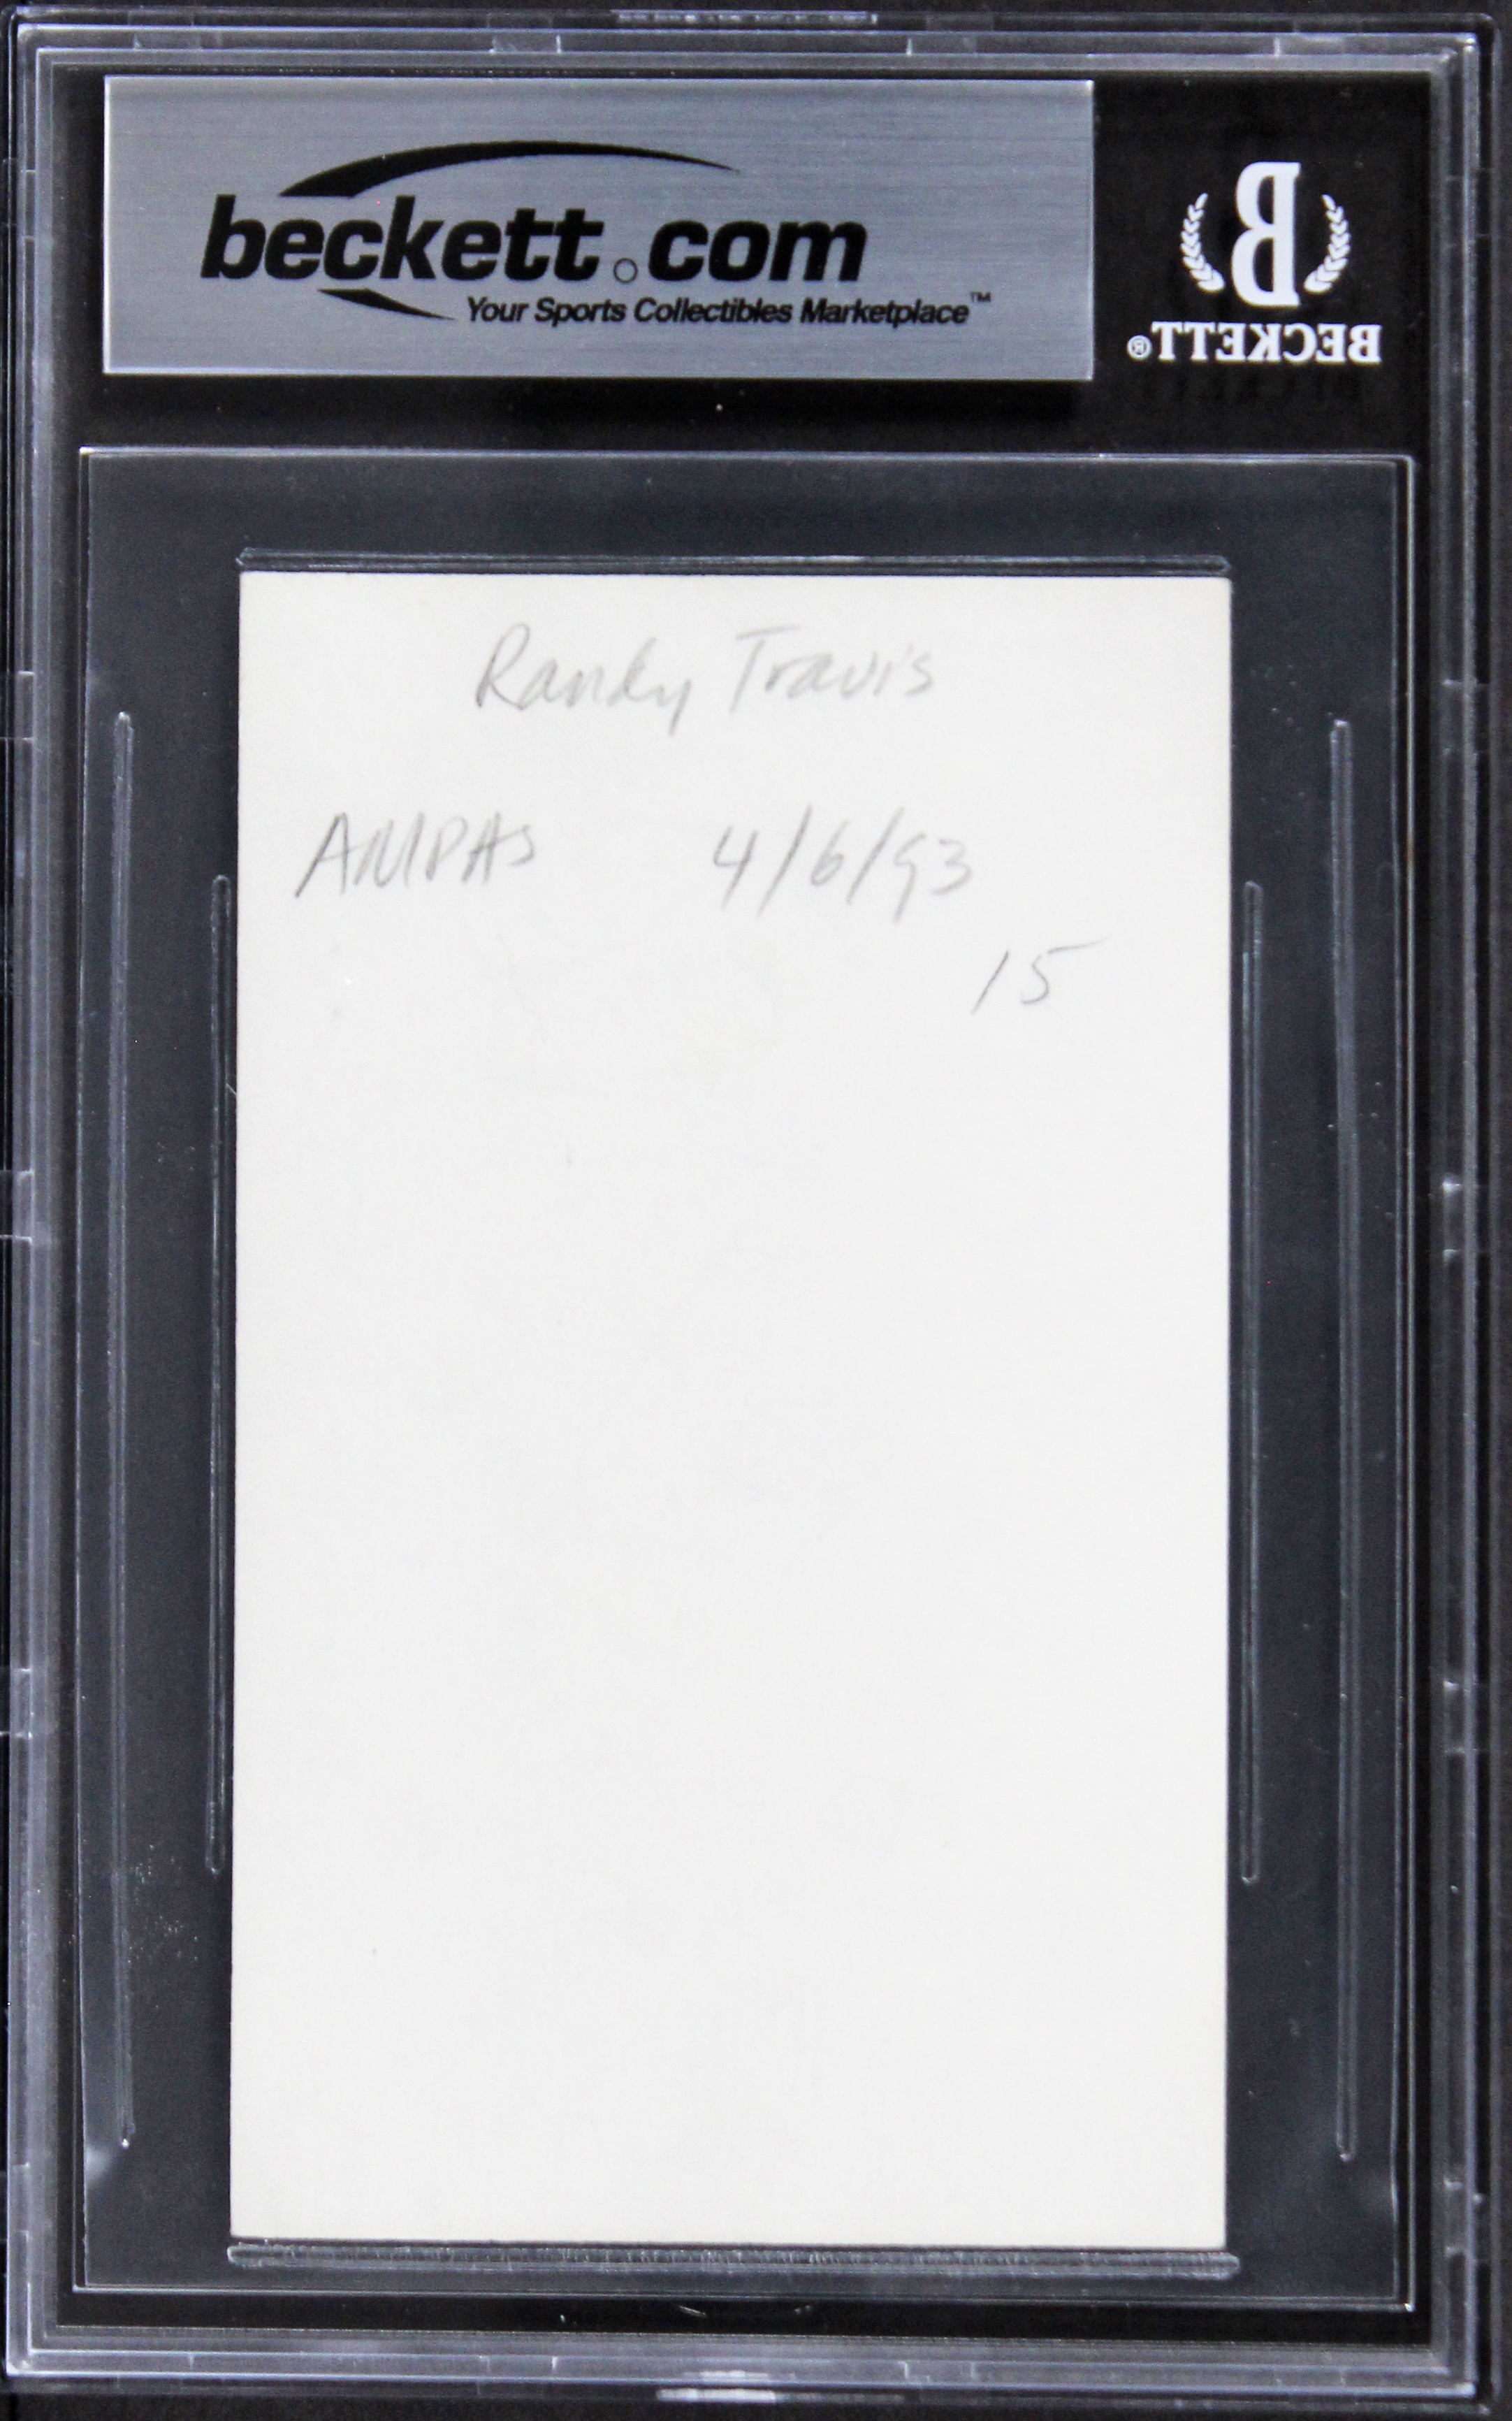 beckett.com
Your Sports Collectibles Marketplace™
B
BECKETT®
Randy Travis
AMPAS 4/6/93
15